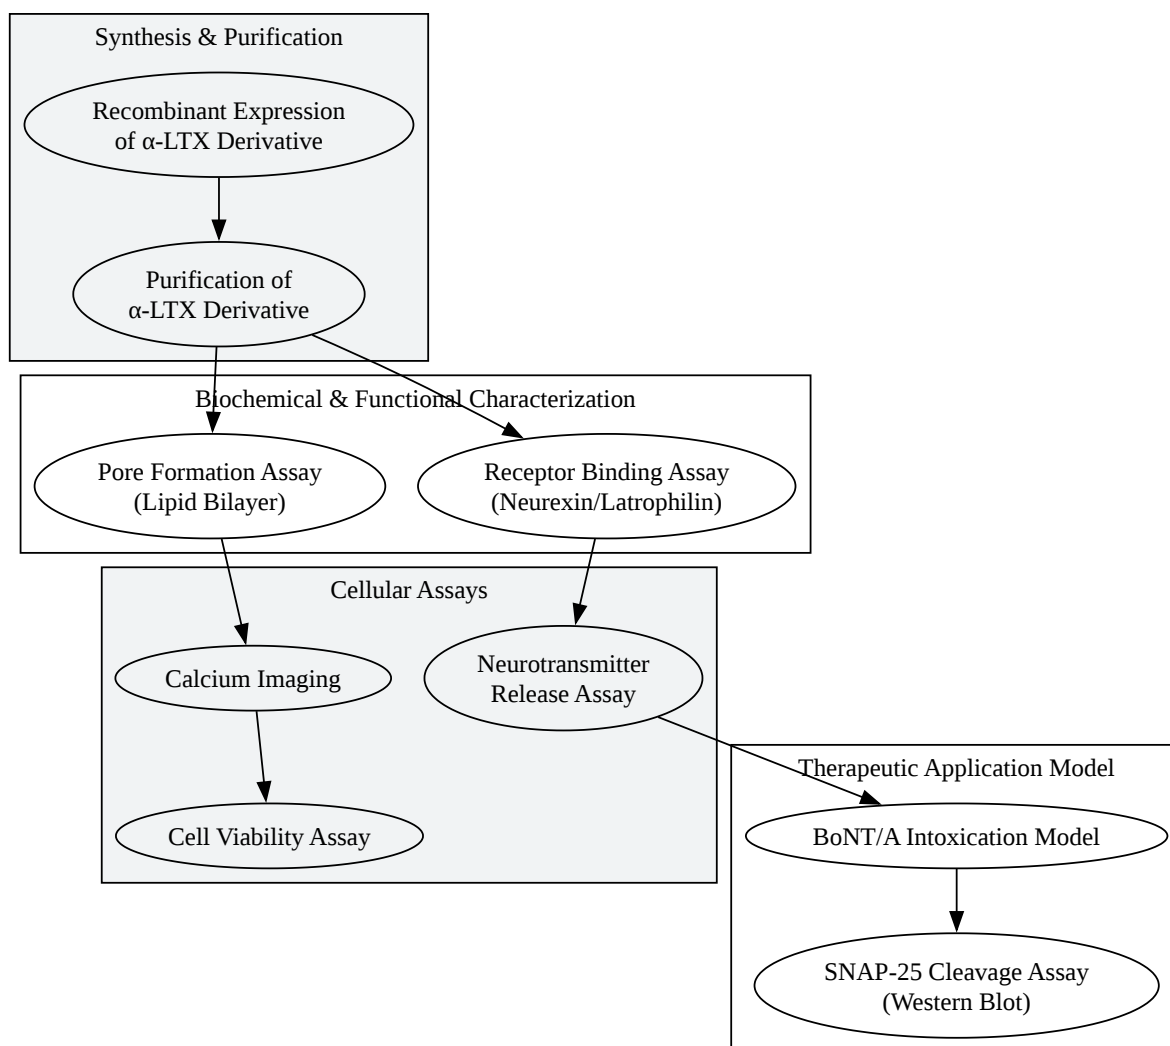 Synthesis & Purification
Recombinant Expression
of α-LTX Derivative
Purification of
α-LTX Derivative
Biochemical & Functional Characterization
Pore Formation Assay
(Lipid Bilayer)
Receptor Binding Assay
(Neurexin/Latrophilin)
Cellular Assays
Calcium Imaging
Neurotransmitter
Release Assay
Cell Viability Assay
Therapeutic Application Model
BoNT/A Intoxication Model
SNAP-25 Cleavage Assay
(Western Blot)